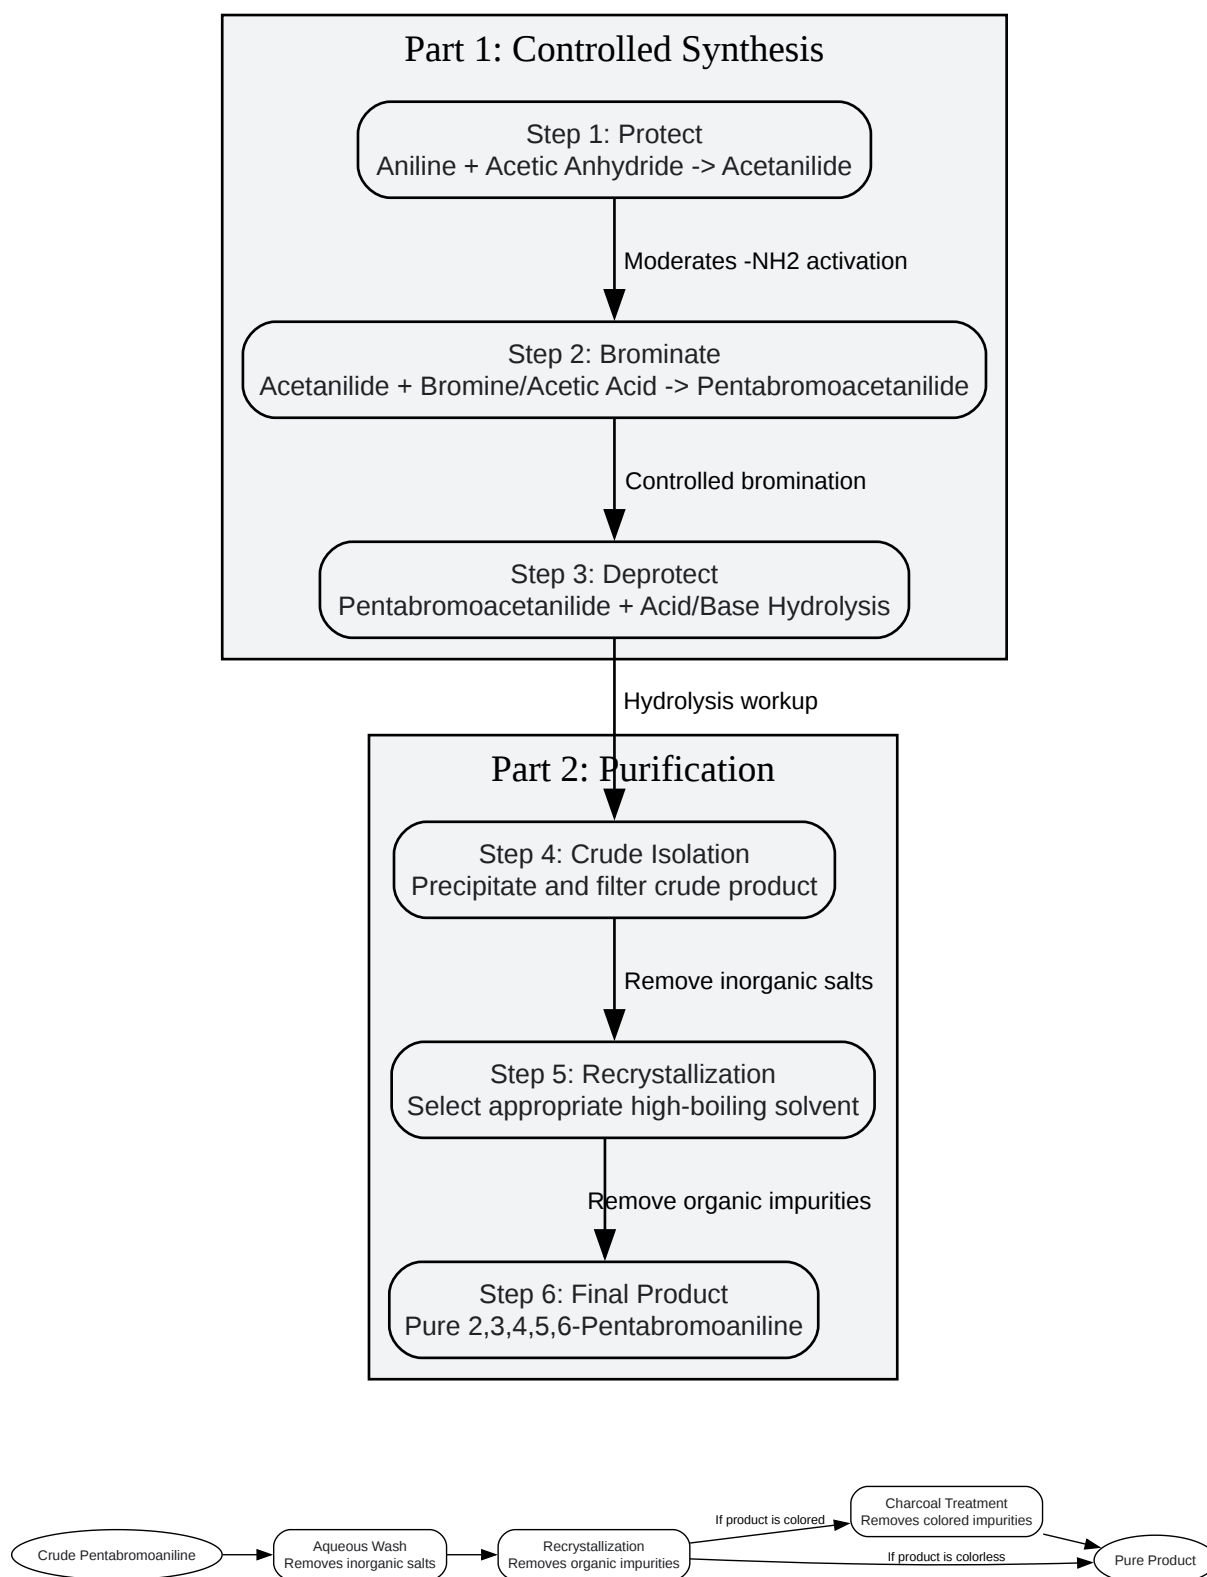 Part 1: Controlled Synthesis
Step 1: Protect
Aniline + Acetic Anhydride -> Acetanilide
Moderates -NH2 activation
Step 2: Brominate
Acetanilide + Bromine/Acetic Acid -> Pentabromoacetanilide
Controlled bromination
Step 3: Deprotect
Pentabromoacetanilide + Acid/Base Hydrolysis
Hydrolysis workup
Part 2: Purification
Step 4: Crude Isolation
Precipitate and filter crude product
Remove inorganic salts
Step 5: Recrystallization
Select appropriate high-boiling solvent
Remove organic impurities
Step 6: Final Product
Pure 2,3,4,5,6-Pentabromoaniline
Crude Pentabromoaniline
Aqueous Wash
Removes inorganic salts
Recrystallization
Removes organic impurities
If product is colored
Charcoal Treatment
Removes colored impurities
If product is colorless
Pure Product